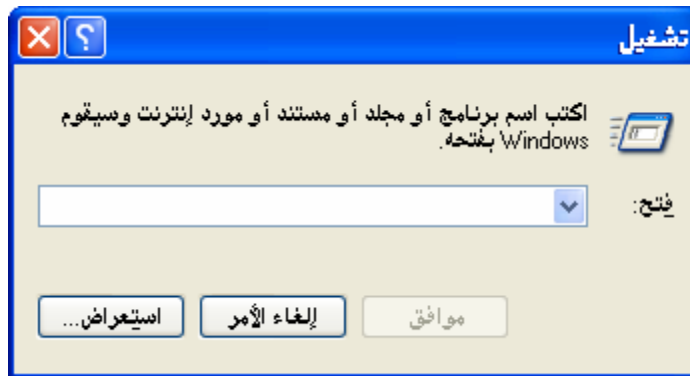 تشغيل
اكتب اسم برنامج أو مجلد أو مستند أو مورد إنترنت وسيقوم
Windows بفتحه.
فتح:
موافق
إلغاء الأمر
استعراض...